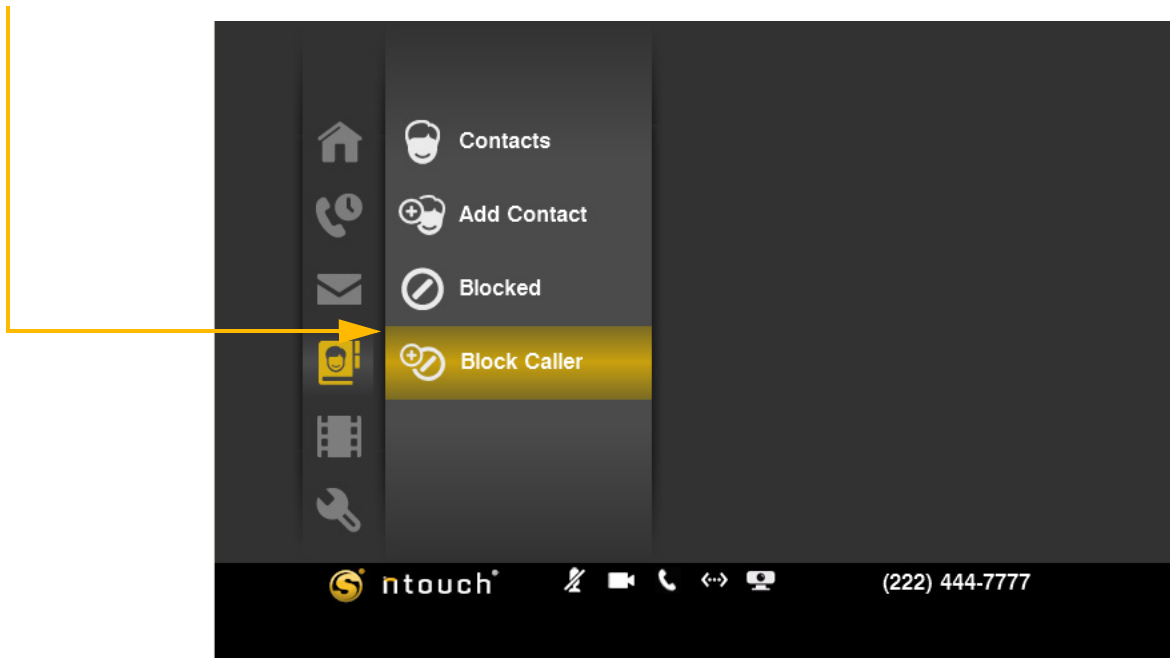 Contacts
Add Contact
Blocked
Block Caller
S ntouch® (222) 444-7777